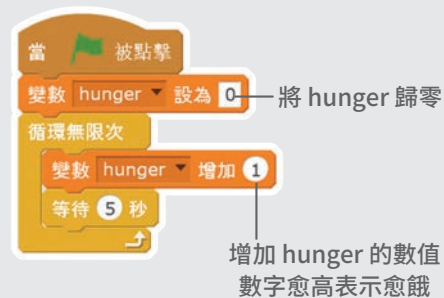 當 被點擊
變數 hunger 設為 0
將 hunger 歸零
循環無限次
變數 hunger 增加 1
等待 5 秒
增加 hunger 的數值
數字愈高表示愈餓